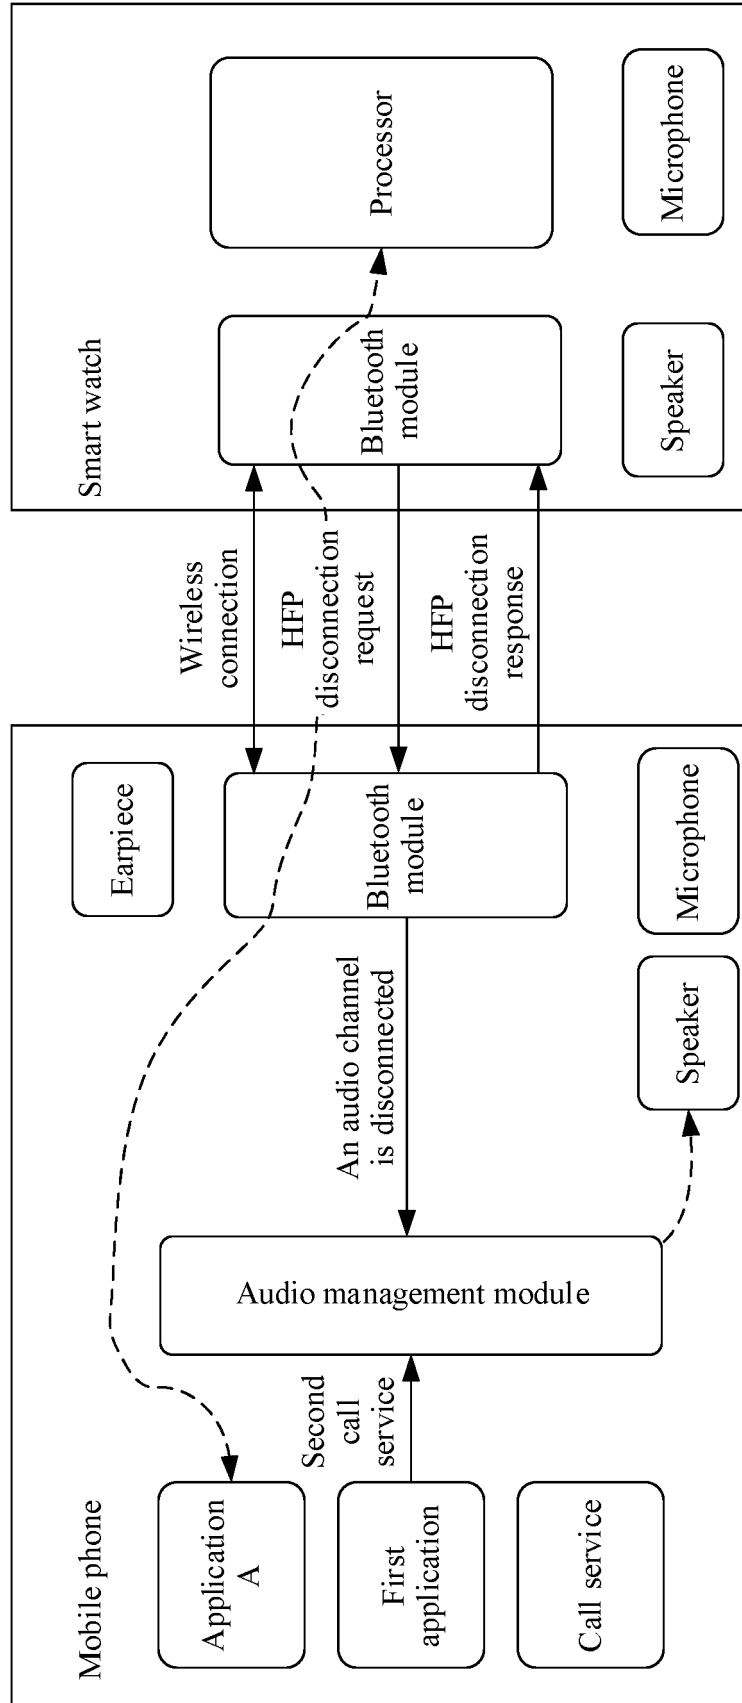 Mobile phone
Application
A
First
application
Call service
Second
call
service
Audio management module
An audio channel
is disconnected
Earpiece
Bluetooth
module
Speaker
Microphone
Wireless
connection
HFP
disconnection
request
HFP
disconnection
response
Smart watch
Bluetooth
module
Speaker
Processor
Microphone